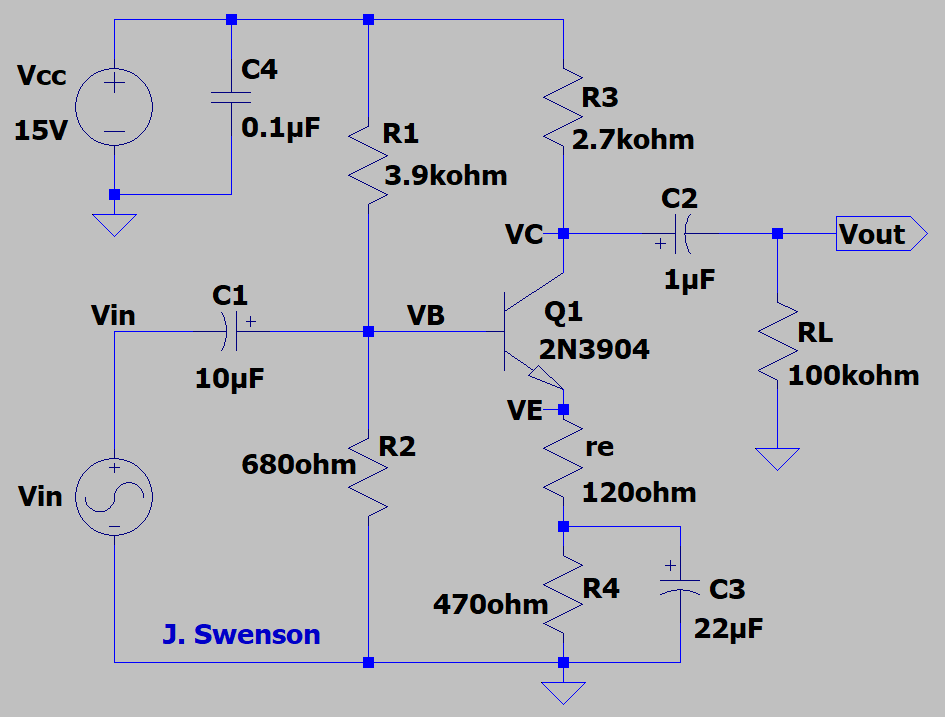 Vcc
15V
C4
0.1µF
R1
3.9kohm
R3
2.7kohm
VC
C2
1µF
Vout
Vin
C1
10µF
VB
Q1
2N3904
RL
100kohm
VE
re
120ohm
R2
680ohm
Vin
R4
470ohm
C3
22µF
J. Swenson